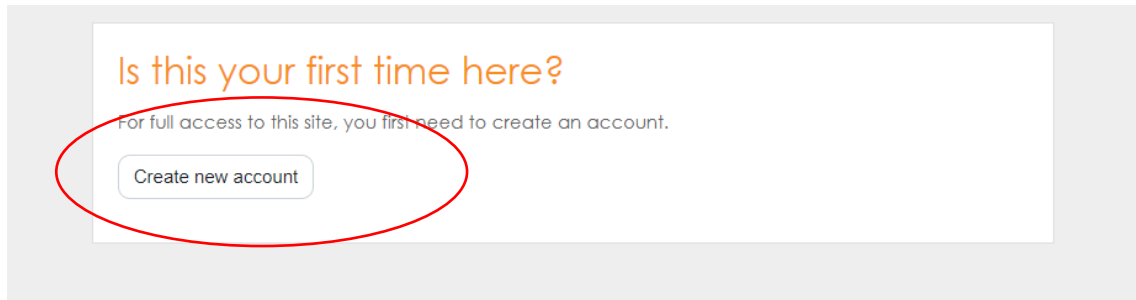 Is this your first time here?
For full access to this site, you first need to create an account.
Create new account